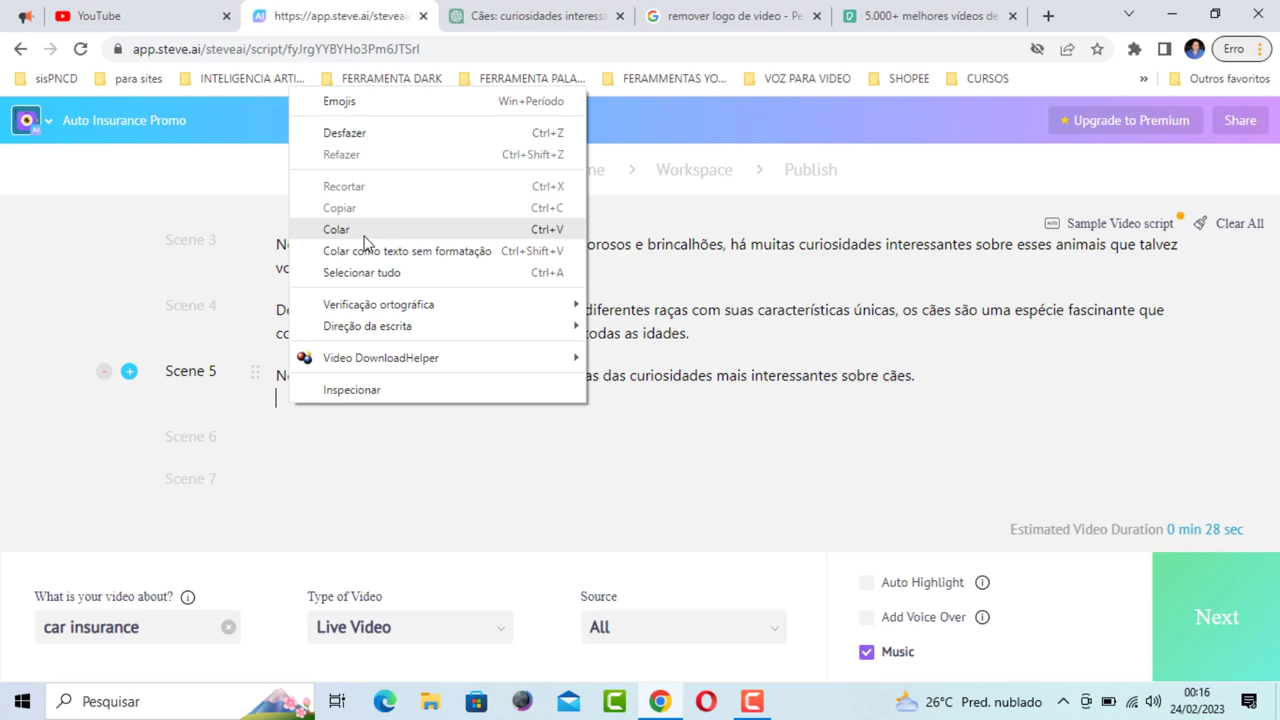 YouTube
https://app.steve.ai/steveai/
Cães: curiosidades interessa
remover logo de video - Pe
5.000+ melhores vídeos de
app.steve.ai/steveai/script/fyJrgYYBYHo3Pm6JTSrI
Erro
sisPNCD
para sites
INTELIGENCIA ARTI...
FERRAMENTA DARK
FERRAMENTA PALA...
FERAMMENTAS YO...
VOZ PARA VIDEO
SHOPEE
CURSOS
»
Outros favoritos
AI
Auto Insurance Promo
Upgrade to Premium
Share
ne > Workspace > Publish
Sample Video script
Clear All
Emojis Win+Período
Desfazer Ctrl+Z
Refazer Ctrl+Shift+Z
Recortar Ctrl+X
Copiar Ctrl+C
Colar Ctrl+V
Colar como texto sem formatação Ctrl+Shift+V
Selecionar tudo Ctrl+A
Verificação ortográfica
Direção da escrita
Video DownloadHelper
Inspecionar
Scene 3
orosos e brincalhões, há muitas curiosidades interessantes sobre esses animais que talvez
Scene 4
diferentes raças com suas características únicas, os cães são uma espécie fascinante que
odas as idades.
Scene 5
as das curiosidades mais interessantes sobre cães.
Scene 6
Scene 7
Estimated Video Duration 0 min 28 sec
What is your video about?
car insurance
Type of Video
Live Video
Source
All
Auto Highlight
Add Voice Over
Music
Next
Pesquisar
26°C Pred. nublado
00:16
24/02/2023